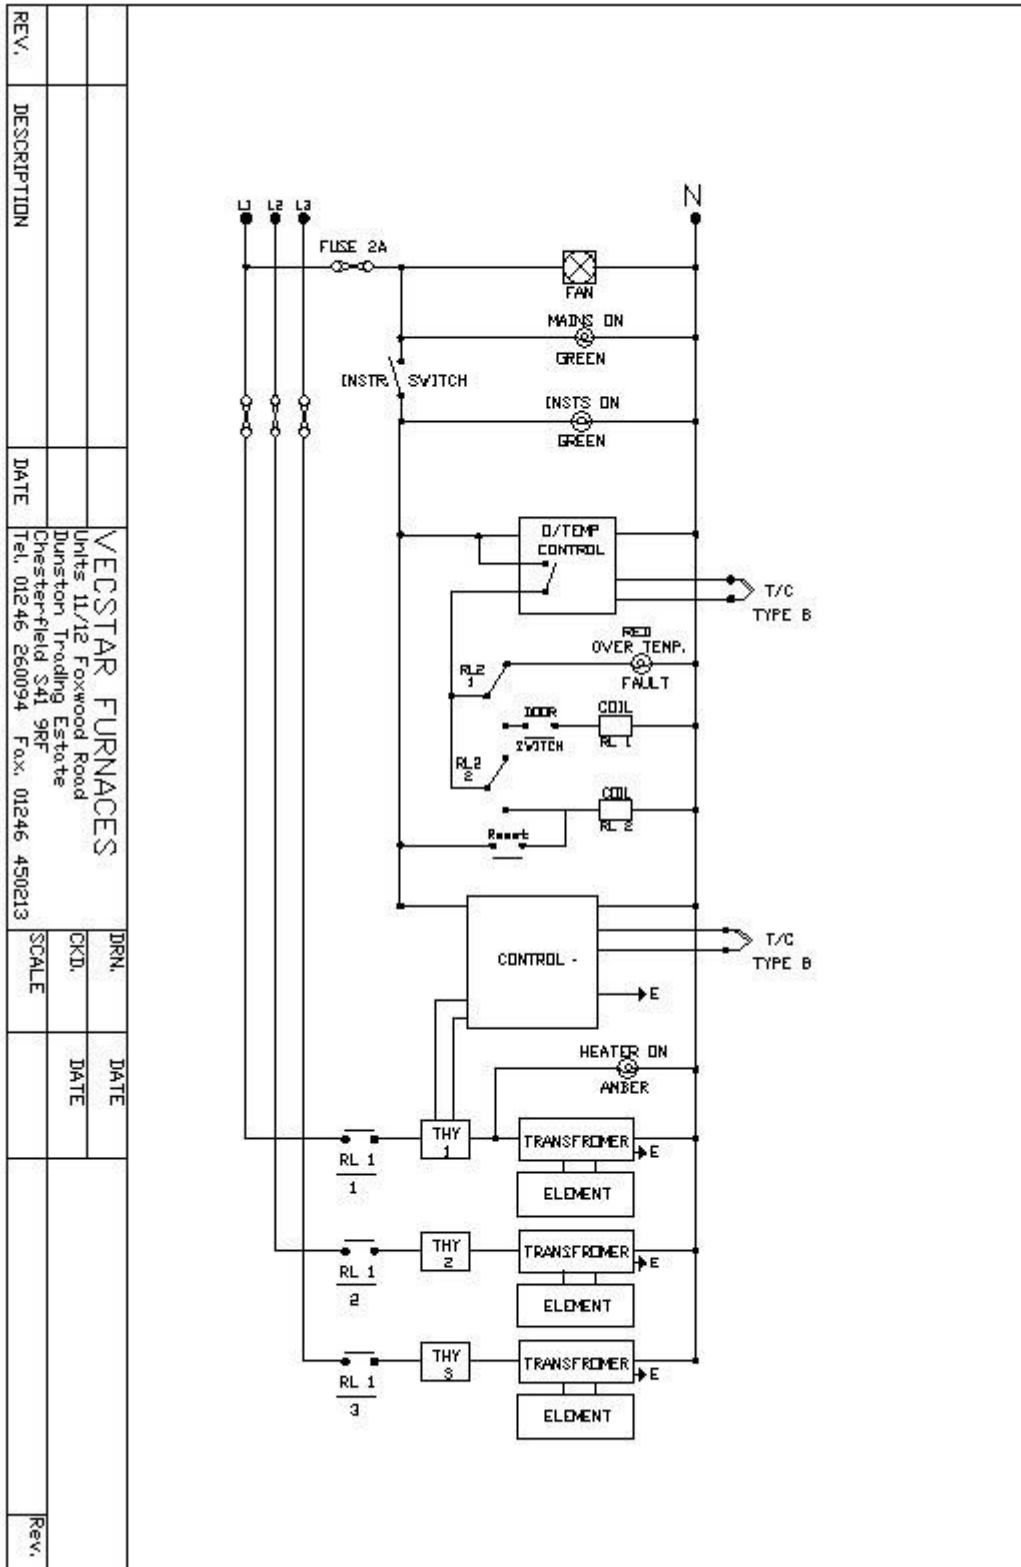 REV.
DESCRIPTION
DATE
VECSTAR FURNACES
Units 11/12 Foxwood Road
Dunston Trading Estate
Chesterfield S41 9RF
Tel. 01246 260094 Fax. 01246 450213
DRN.
DATE
CKD.
DATE
SCALE
Rev.
L1 L2 L3
N
FUSE 2A
FAN
MAINS ON
GREEN
INSTR. SWITCH
INSTS ON
GREEN
O/TEMP
CONTROL
T/C
TYPE B
RED
OVER TEMP.
FAULT
RL2
1
DOOR
SWITCH
COIL
RL 1
RL2
2
COIL
RL 2
Reset
CONTROL -
T/C
TYPE B
E
HEATER ON
AMBER
THY
1
TRANSFROMER
E
RL 1
1
ELEMENT
THY
2
TRANSFROMER
E
RL 1
2
ELEMENT
THY
3
TRANSFROMER
E
RL 1
3
ELEMENT